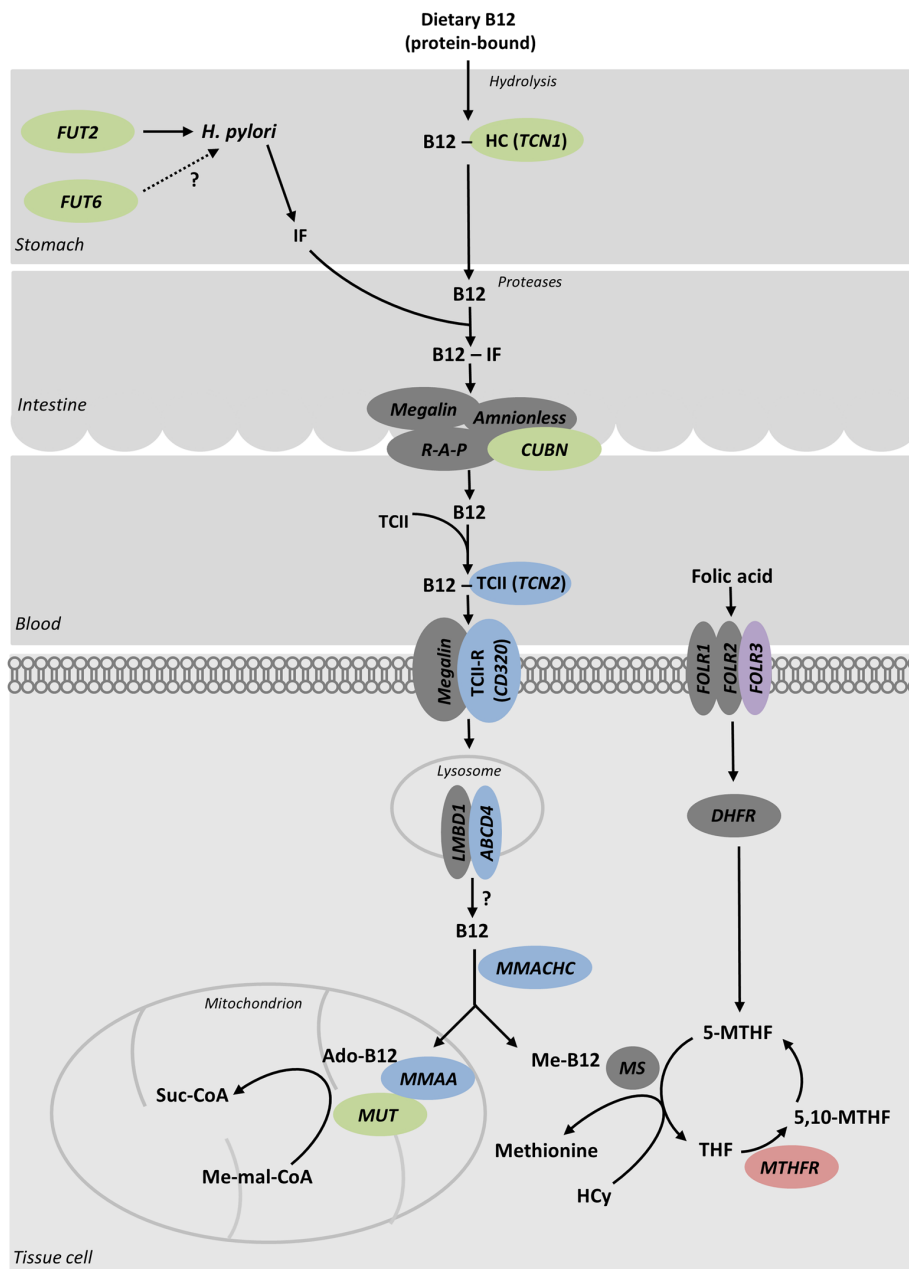 Dietary B12
(protein-bound)
Hydrolysis
FUT2
H. pylori
B12 –
HC (TCN1)
?
FUT6
IF
Stomach
Proteases
B12
B12 – IF
Intestine
Megalin
Amnionless
R-A-P
CUBN
B12
TCII
B12 –
TCII (TCN2)
Folic acid
Blood
Megalin
TCII-R
(CD320)
FOLR1
FOLR2
FOLR3
Lysosome
LMBD1
ABCD4
DHFR
?
B12
MMACHC
Mitochondrion
5-MTHF
Ado-B12
Me-B12
MS
MMAA
Suc-CoA
MUT
5,10-MTHF
Methionine
THF
Me-mal-CoA
MTHFR
HCy
Tissue cell